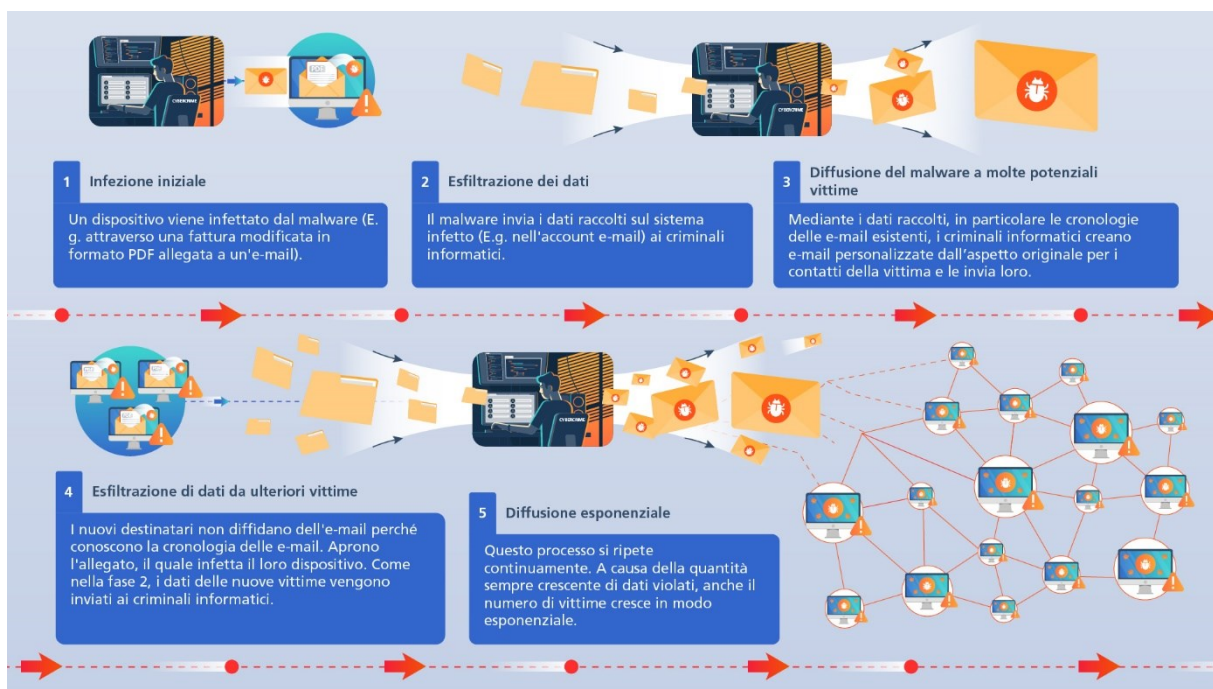 PDF
CYBERCRIME
CYBERCRIME
1 Infezione iniziale
Un dispositivo viene infettato dal malware (E.
g. attraverso una fattura modificata in
formato PDF allegata a un'e-mail).
2 Esfiltrazione dei dati
Il malware invia i dati raccolti sul sistema
infetto (E.g. nell'account e-mail) ai criminali
informatici.
3 Diffusione del malware a molte potenziali
vittime
Mediante i dati raccolti, in particolare le cronologie
delle e-mail esistenti, i criminali informatici creano
e-mail personalizzate dall'aspetto originale per i
contatti della vittima e le invia loro.
CYBERCRIME
4 Esfiltrazione di dati da ulteriori vittime
I nuovi destinatari non diffidano dell'e-mail perché
conoscono la cronologia delle e-mail. Aprono
l'allegato, il quale infetta il loro dispositivo. Come
nella fase 2, i dati delle nuove vittime vengono
inviati ai criminali informatici.
5 Diffusione esponenziale
Questo processo si ripete
continuamente. A causa della quantità
sempre crescente di dati violati, anche il
numero di vittime cresce in modo
esponenziale.